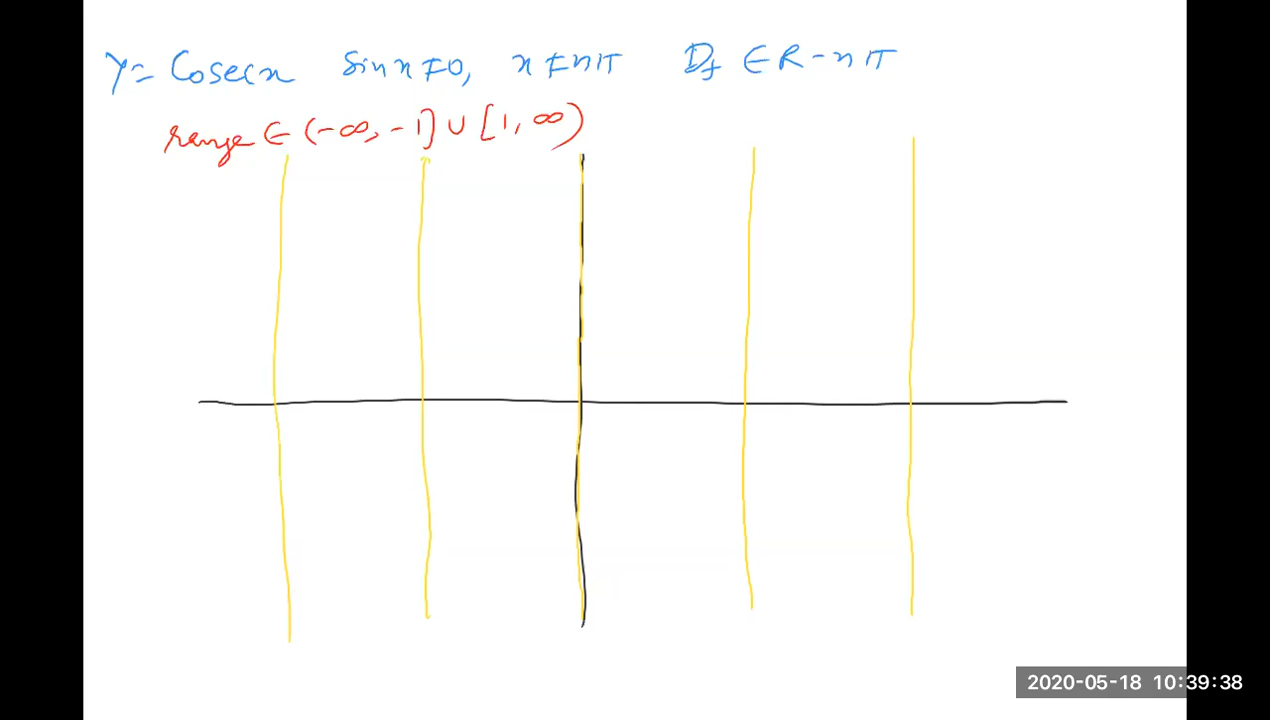 y = Cosecx sinx≠0, x≠nπ Df ∈ R - nπ
range ∈ (-∞, -1] ∪ [1, ∞)
2020-05-18 10:39:38